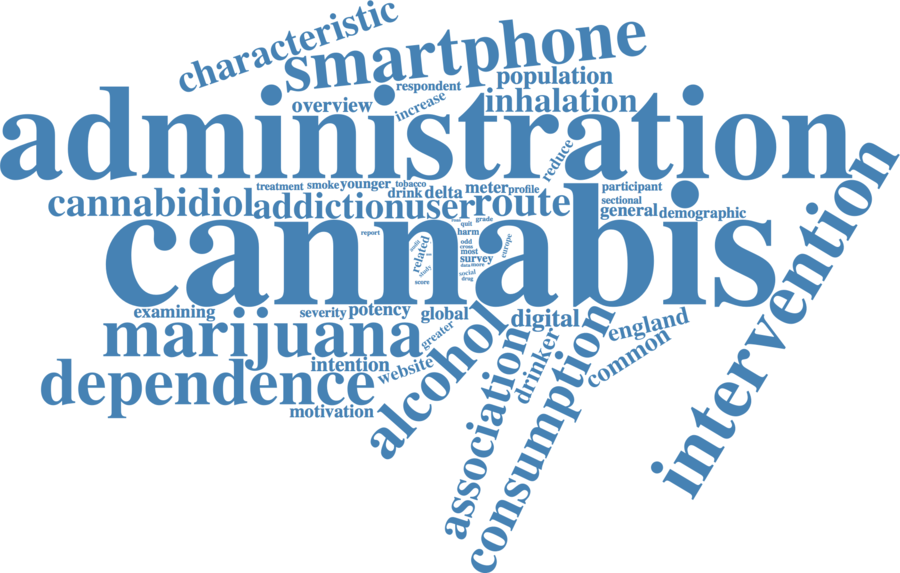 characteristic
smartphone
population
respondent
overview
increase
inhalation
administration
reduce
treatment
smoke
younger
tobacco
drink
delta
meter
profile
participant
sectional
cannabidiol
addiction
user
route
general
demographic
cannabis
intervention
report
related
study
score
quit
grade
harm
odd
cross
most
survey
data
social
drug
europe
examining
severity
potency
global
digital
england
marijuana
greater
alcohol
association
drinker
consumption
common
intention
website
dependence
motivation